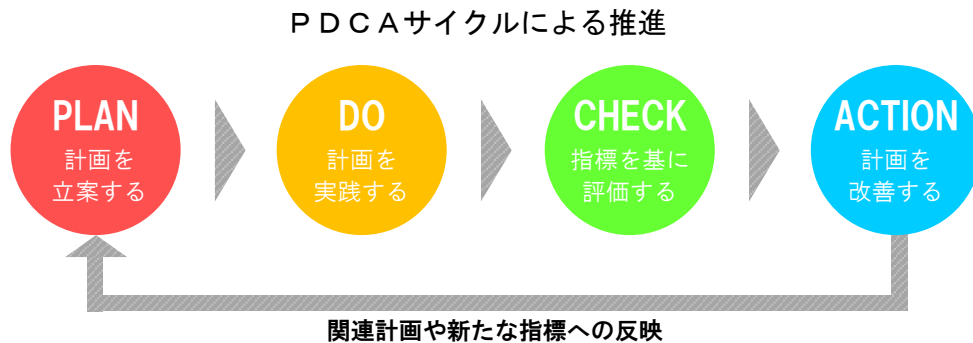 ＰＤＣＡサイクルによる推進
PLAN
計画を
立案する
DO
計画を
実践する
CHECK
指標を基に
評価する
ACTION
計画を
改善する
関連計画や新たな指標への反映